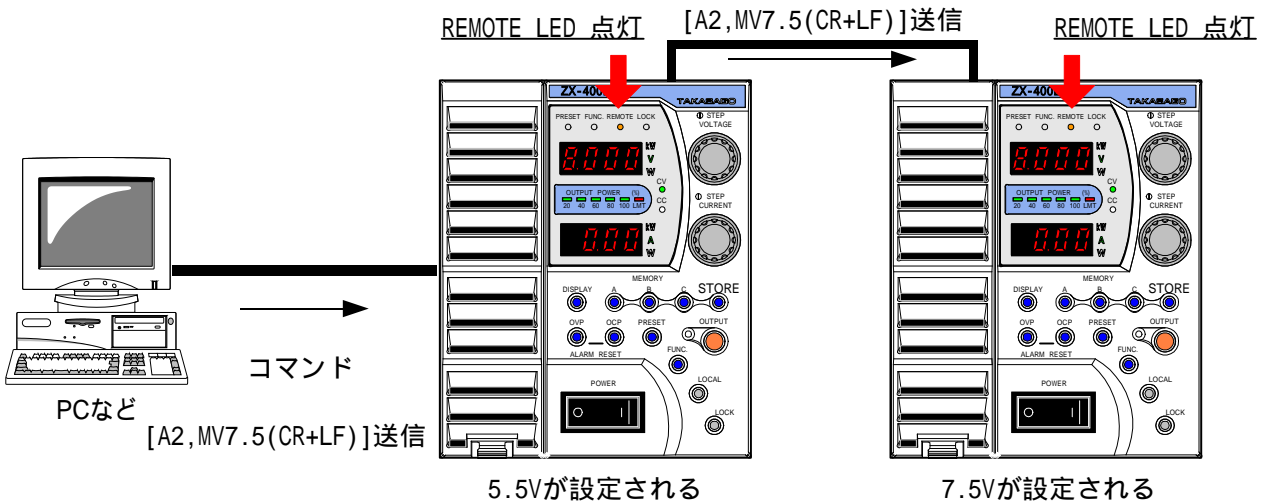 REMOTE LED 点灯
[A2,MV7.5(CR+LF)]送信
REMOTE LED 点灯
ZX-400
TAKASAGO
PRESET FUNC. REMOTE LOCK
STEP
VOLTAGE
8.000
kW
V
W
OUTPUT POWER (%)
20 40 60 80 100 LMT
CV
CC
STEP
CURRENT
0.00
kW
A
W
MEMORY
DISPLAY A B C STORE
OVP OCP PRESET OUTPUT
ALARM RESET
FUNC.
POWER
LOCAL
LOCK
ZX-400
TAKASAGO
PRESET FUNC. REMOTE LOCK
STEP
VOLTAGE
8.000
kW
V
W
OUTPUT POWER (%)
20 40 60 80 100 LMT
CV
CC
STEP
CURRENT
0.00
kW
A
W
MEMORY
DISPLAY A B C STORE
OVP OCP PRESET OUTPUT
ALARM RESET
FUNC.
POWER
LOCAL
LOCK
コマンド
PCなど
[A2,MV7.5(CR+LF)]送信
5.5Vが設定される
7.5Vが設定される